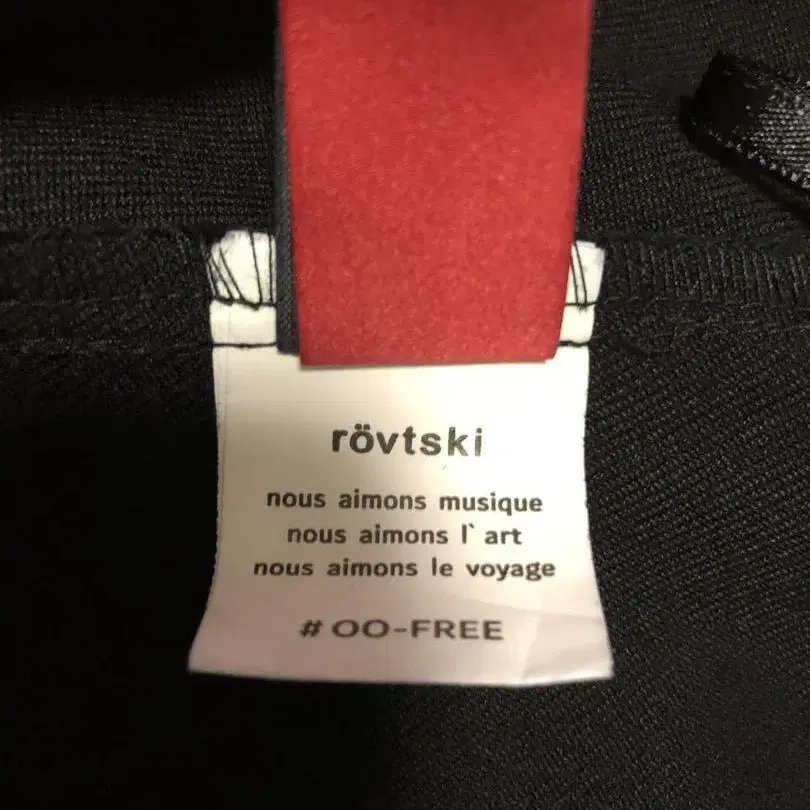 rövtski
nous aimons musique
nous aimons l`art
nous aimons le voyage
# OO-FREE